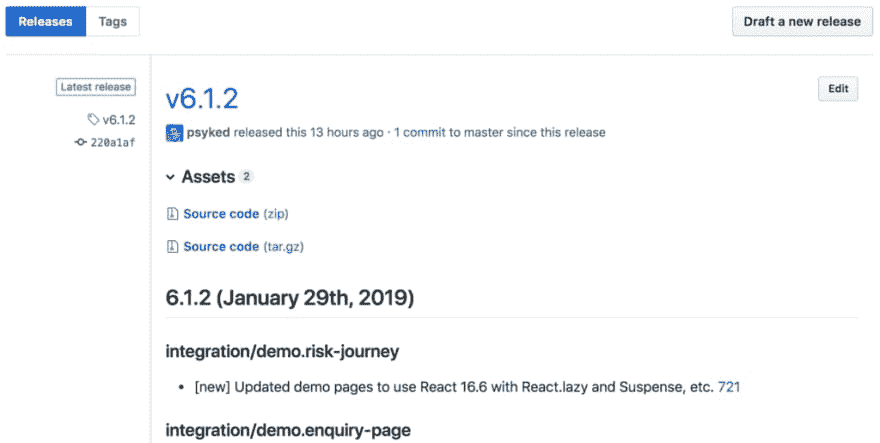 Releases Tags Draft a new release
Latest release
v6.1.2 Edit
v6.1.2
psyked released this 13 hours ago · 1 commit to master since this release
220a1af
Assets 2
Source code (zip)
Source code (tar.gz)
6.1.2 (January 29th, 2019)
integration/demo.risk-journey
• [new] Updated demo pages to use React 16.6 with React.lazy and Suspense, etc. 721
integration/demo.enquiry-page